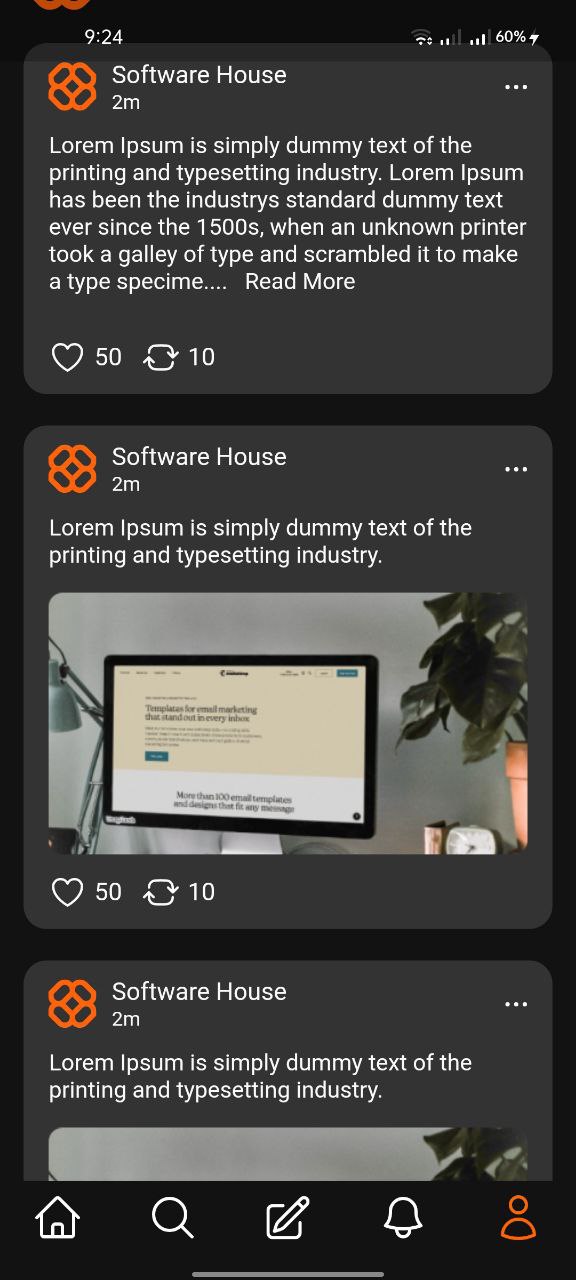 9:24
60%
Software House
2m
Lorem Ipsum is simply dummy text of the
printing and typesetting industry. Lorem Ipsum
has been the industrys standard dummy text
ever since the 1500s, when an unknown printer
took a galley of type and scrambled it to make
a type specime.... Read More
50 10
Software House
2m
Lorem Ipsum is simply dummy text of the
printing and typesetting industry.
Templatas for email marketing
that stand out in every inbox
More than 100 email templates
and designs that fit any message
50 10
Software House
2m
Lorem Ipsum is simply dummy text of the
printing and typesetting industry.